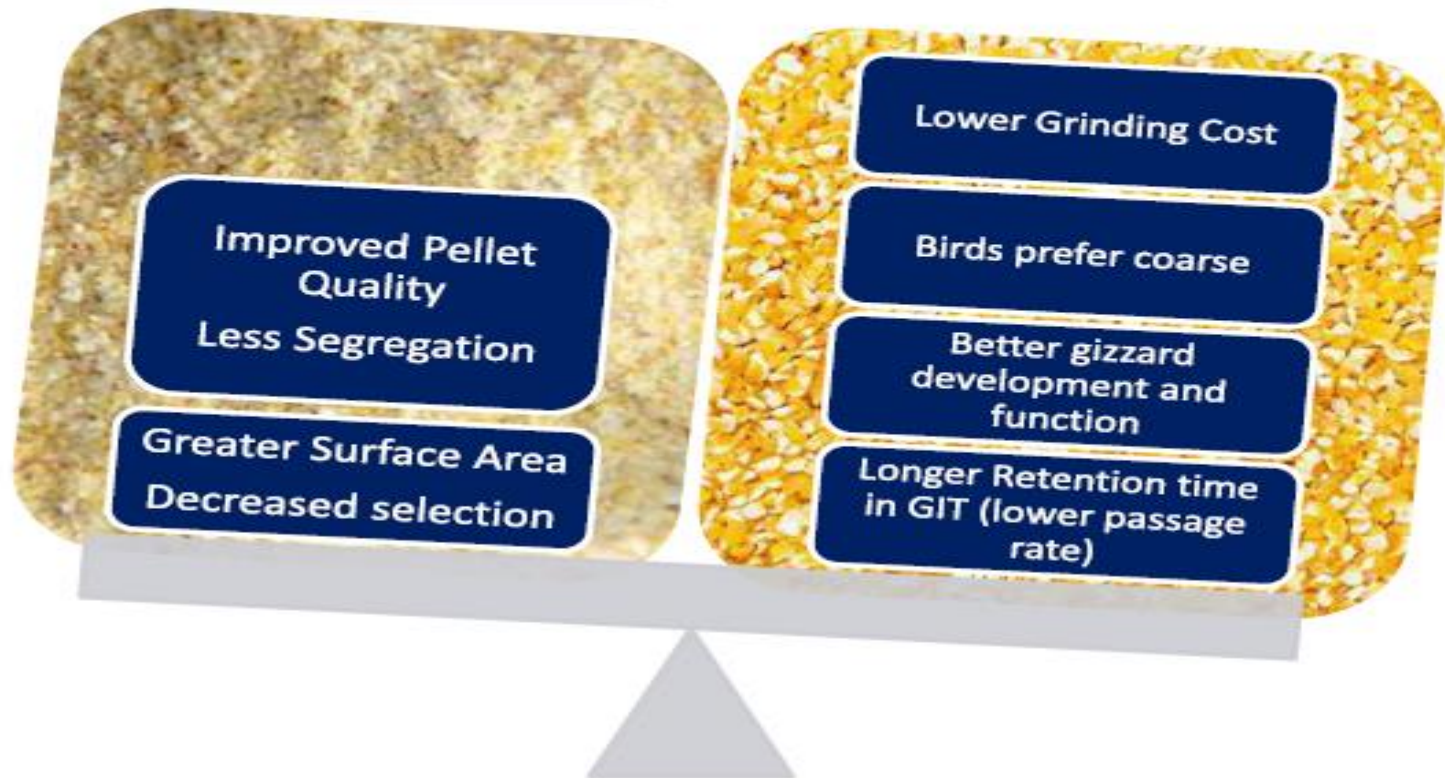 Improved Pellet
Quality
Less Segregation
Greater Surface Area
Decreased selection
Lower Grinding Cost
Birds prefer coarse
Better gizzard
development and
function
Longer Retention time
in GIT (lower passage
rate)